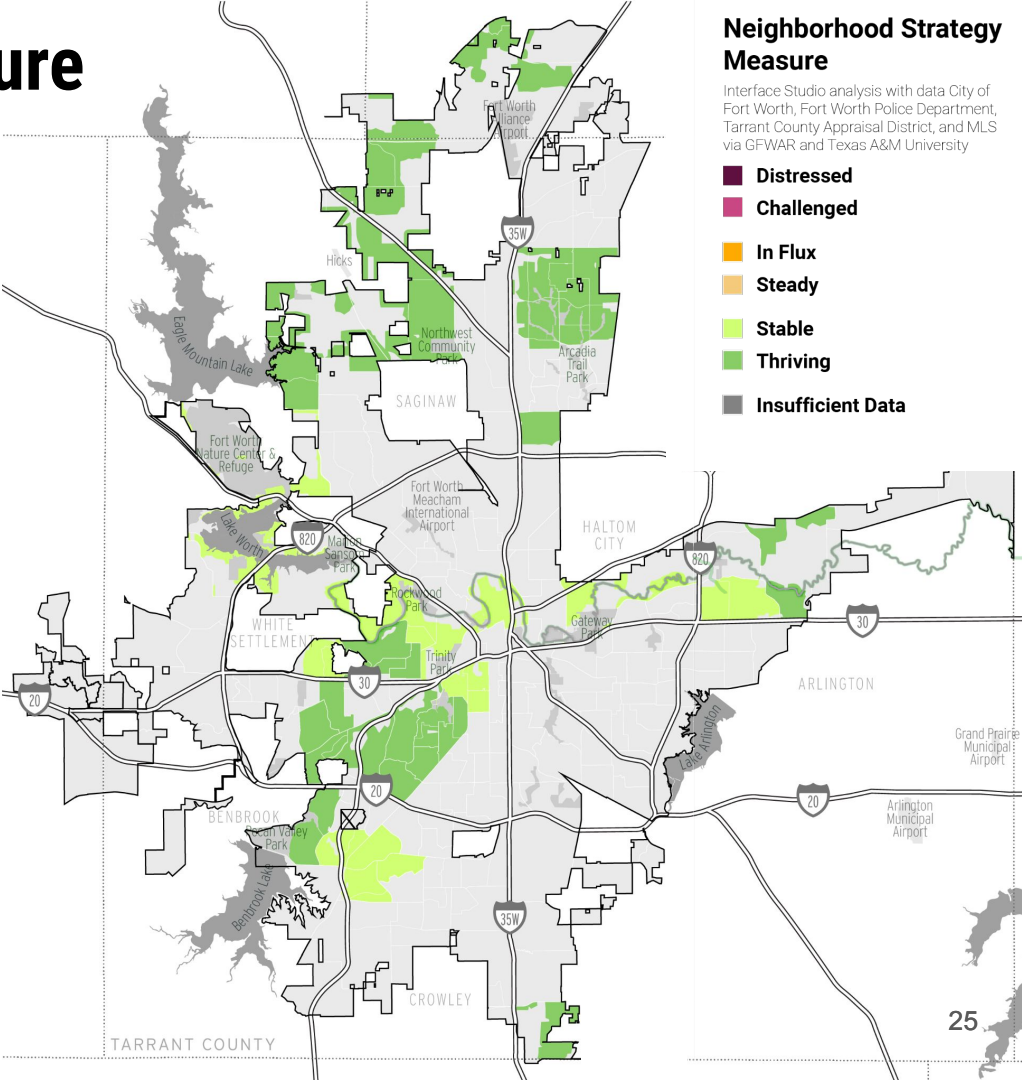 ure
Neighborhood Strategy
Measure
Interface Studio analysis with data City of
Fort Worth, Fort Worth Police Department,
Tarrant County Appraisal District, and MLS
via GFWAR and Texas A&M University
Distressed
Challenged
In Flux
Steady
Stable
Thriving
Insufficient Data
Fort Worth
Alliance
Airport
35W
Hicks
Eagle Mountain Lake
Northwest
Community
Park
Arcadia
Trail
Park
SAGINAW
Fort Worth
Nature Center &
Refuge
Fort Worth
Meacham
International
Airport
HALTOM
CITY
Lake Worth
820
Marion
Sansom
Park
820
Rockwood
Park
Gateway
Park
30
WHITE
SETTLEMENT
Trinity
Park
30
20
ARLINGTON
Lake Arlington
Grand Prairie
Municipal
Airport
20
20
Arlington
Municipal
Airport
BENBROOK
Pecan Valley
Park
Benbrook Lake
35W
CROWLEY
25
TARRANT COUNTY